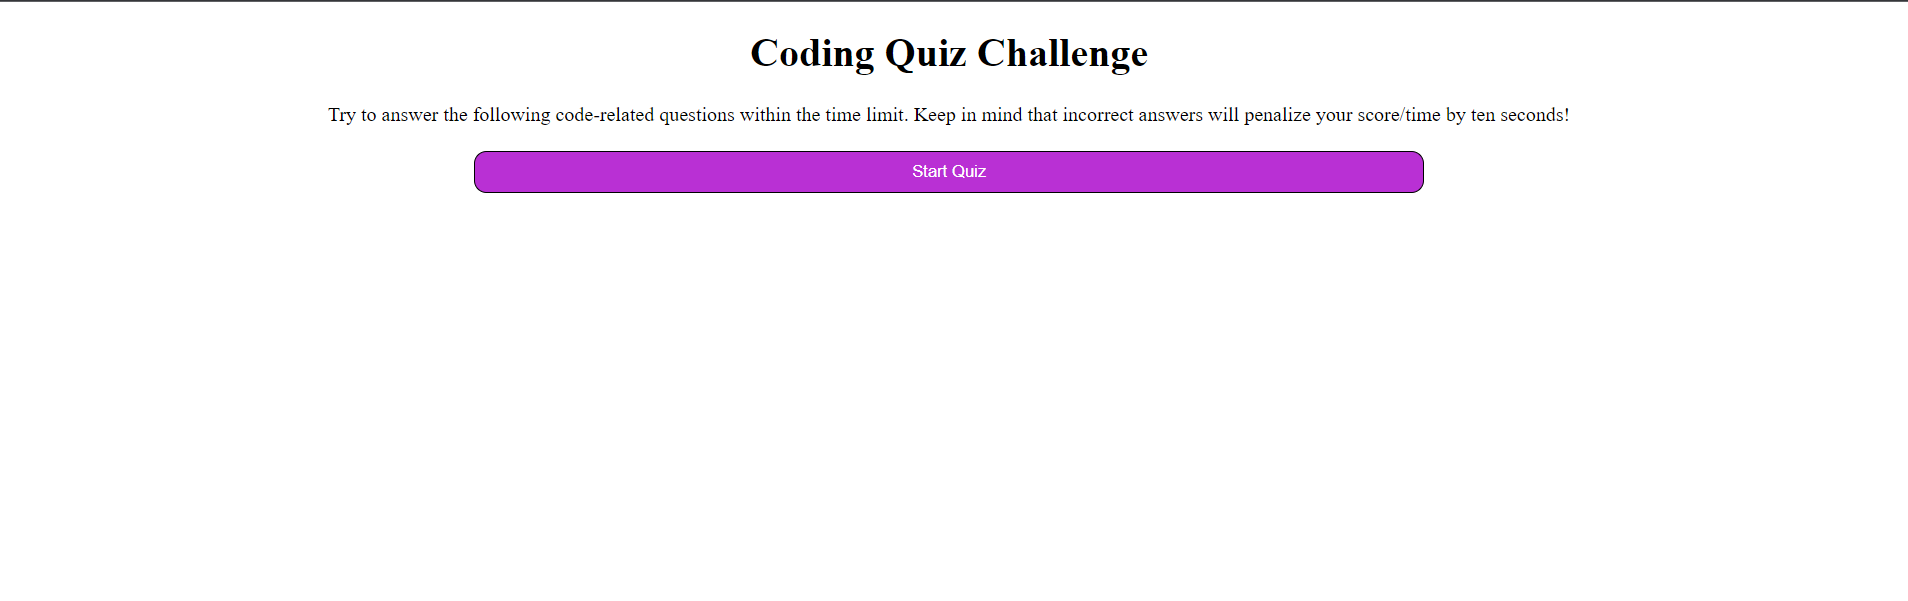 Coding Quiz Challenge
Try to answer the following code-related questions within the time limit. Keep in mind that incorrect answers will penalize your score/time by ten seconds!
Start Quiz